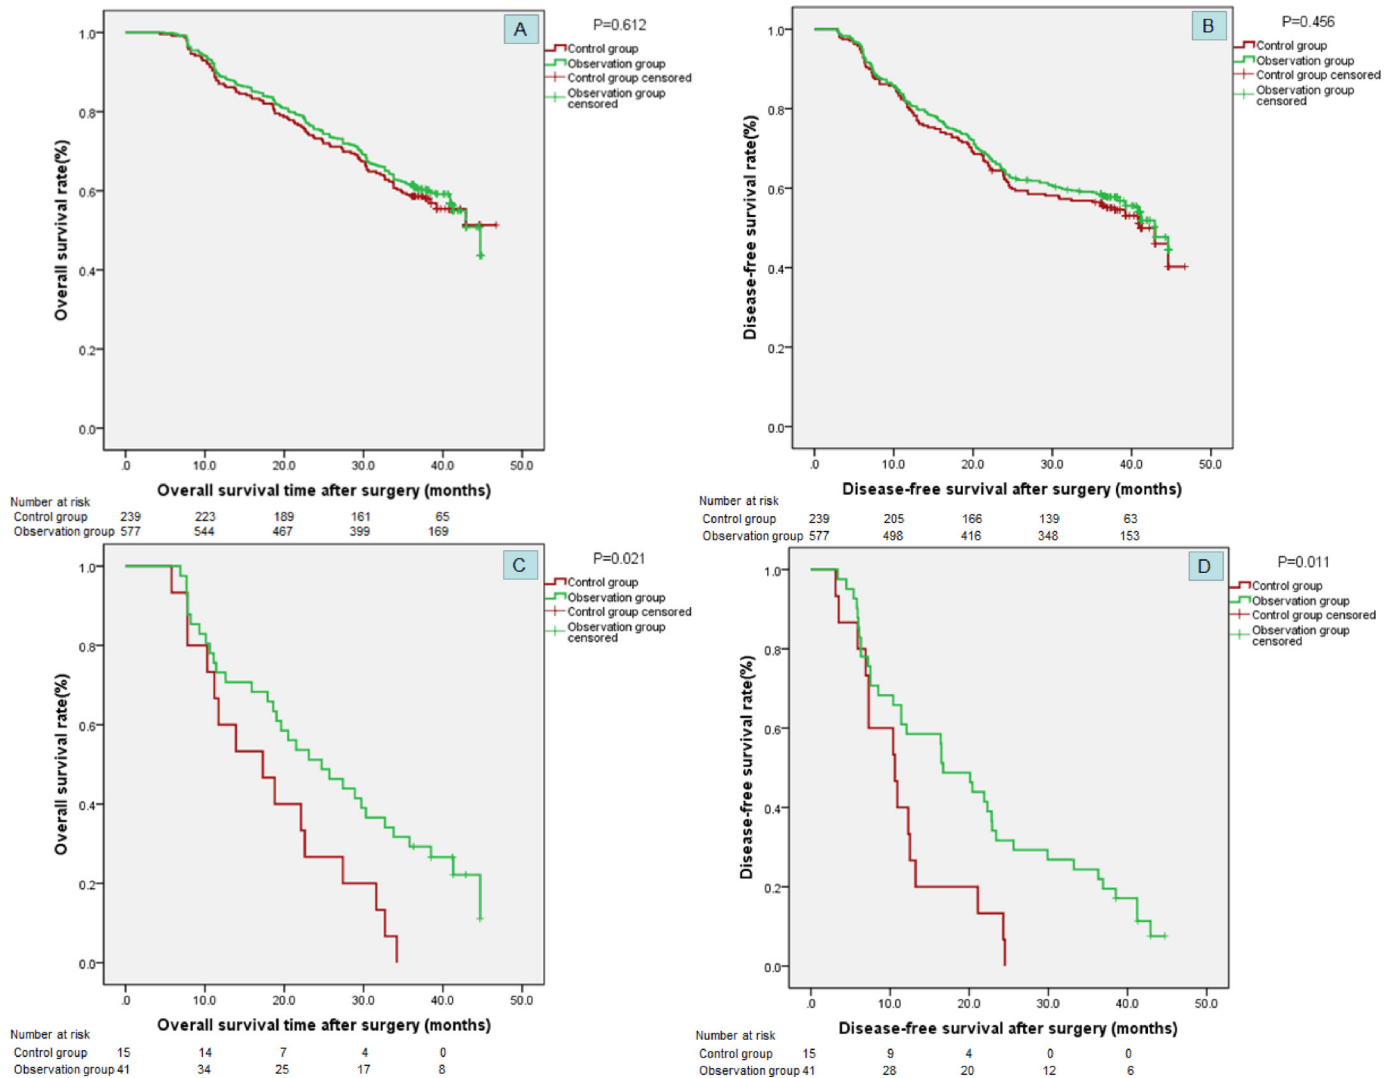 A
P=0.612
Control group
Observation group
Control group censored
Observation group
censored
Overall survival rate(%)
1.0
0.8
0.6
0.4
0.2
0.0
.0 10.0 20.0 30.0 40.0 50.0
Overall survival time after surgery (months)
Number at risk
Control group 239 223 189 161 65
Observation group 577 544 467 399 169
B
P=0.456
Control group
Observation group
Control group censored
Observation group
censored
Disease-free survival rate(%)
1.0
0.8
0.6
0.4
0.2
0.0
.0 10.0 20.0 30.0 40.0 50.0
Disease-free survival after surgery (months)
Number at risk
Control group 239 205 166 139 63
Observation group 577 498 416 348 153
C
P=0.021
Control group
Observation group
Control group censored
Observation group
censored
Overall survival rate(%)
1.0
0.8
0.6
0.4
0.2
0.0
.0 10.0 20.0 30.0 40.0 50.0
Overall survival time after surgery (months)
Number at risk
Control group 15 14 7 4 0
Observation group 41 34 25 17 8
D
P=0.011
Control group
Observation group
Control group censored
Observation group
censored
Disease-free survival rate(%)
1.0
0.8
0.6
0.4
0.2
0.0
.0 10.0 20.0 30.0 40.0 50.0
Disease-free survival after surgery (months)
Number at risk
Control group 15 9 4 0 0
Observation group 41 28 20 12 6